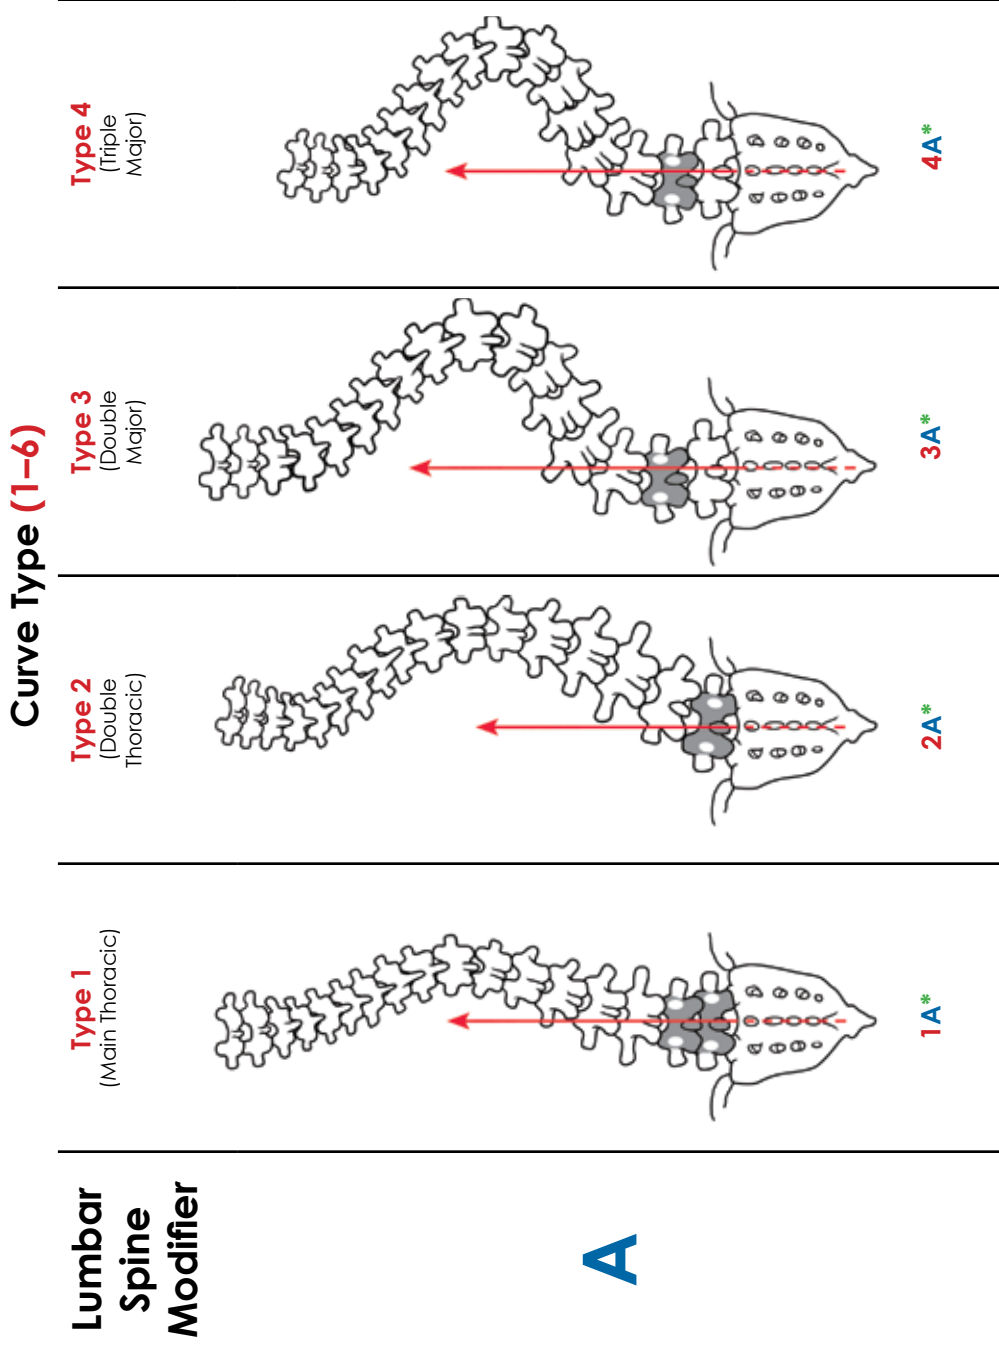 Curve Type (1–6)
Lumbar
Spine
Modifier
Type 1
(Main Thoracic)
Type 2
(Double
Thoracic)
Type 3
(Double
Major)
Type 4
(Triple
Major)
A
1A*
2A*
3A*
4A*